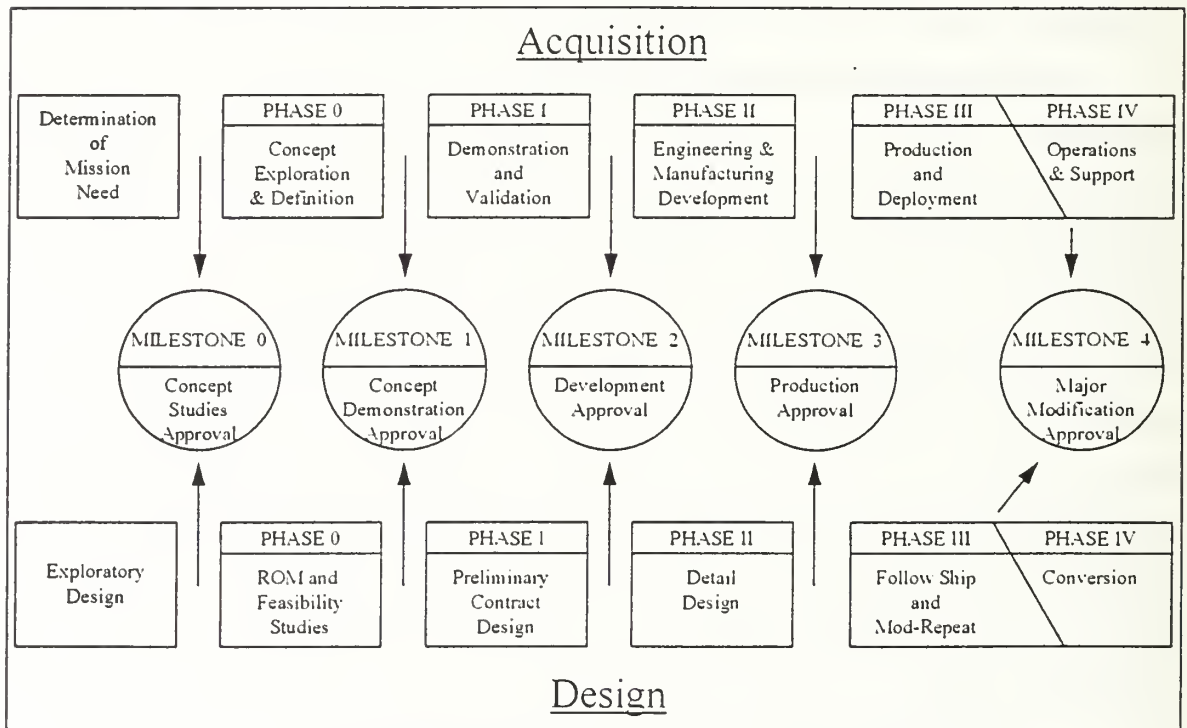 Acquisition
Determination
of
Mission
Need
PHASE 0
Concept
Exploration
& Definition
PHASE I
Demonstration
and
Validation
PHASE II
Engineering &
Manufacturing
Development
PHASE III
Production
and
Deployment
PHASE IV
Operations
& Support
MILESTONE 0
Concept
Studies
Approval
MILESTONE 1
Concept
Demonstration
Approval
MILESTONE 2
Development
Approval
MILESTONE 3
Production
Approval
MILESTONE 4
Major
Modification
Approval
Exploratory
Design
PHASE 0
ROM and
Feasibility
Studies
PHASE I
Preliminary
Contract
Design
PHASE II
Detail
Design
PHASE III
Follow Ship
and
Mod-Repeat
PHASE IV
Conversion
Design